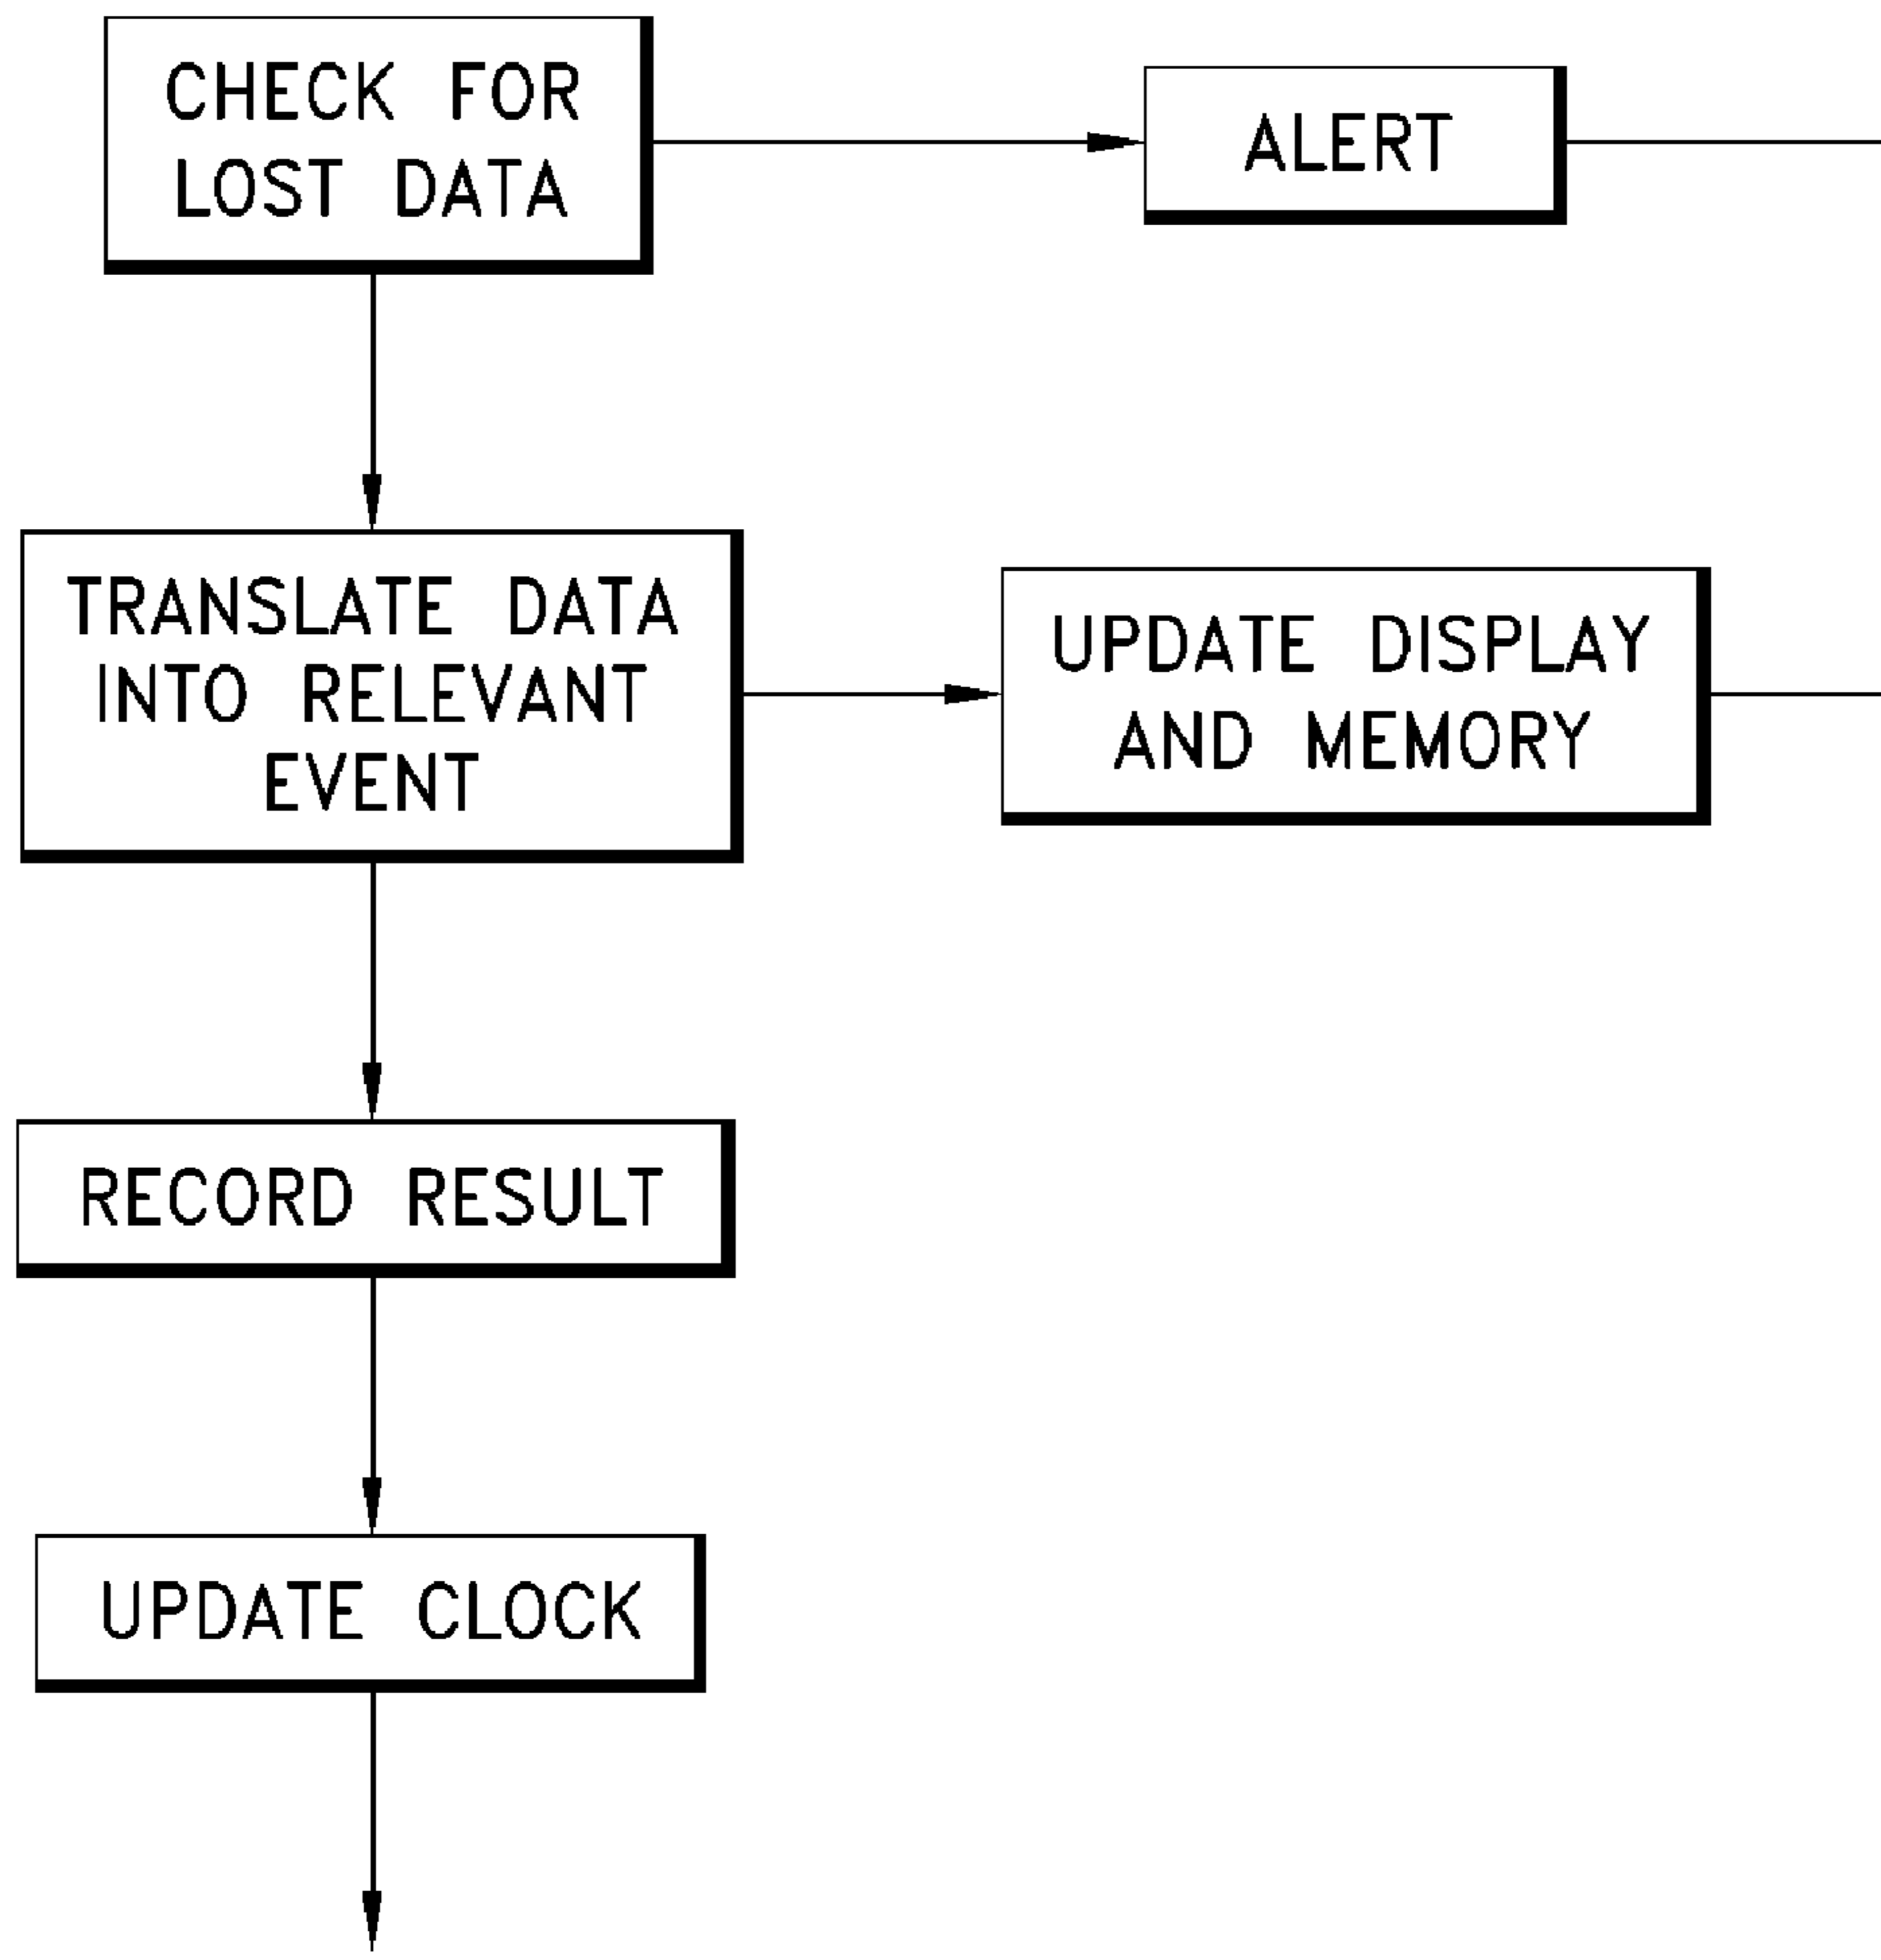 CHECK FOR
LOST DATA
ALERT
TRANSLATE DATA
INTO RELEVANT
EVENT
UPDATE DISPLAY
AND MEMORY
RECORD RESULT
UPDATE CLOCK